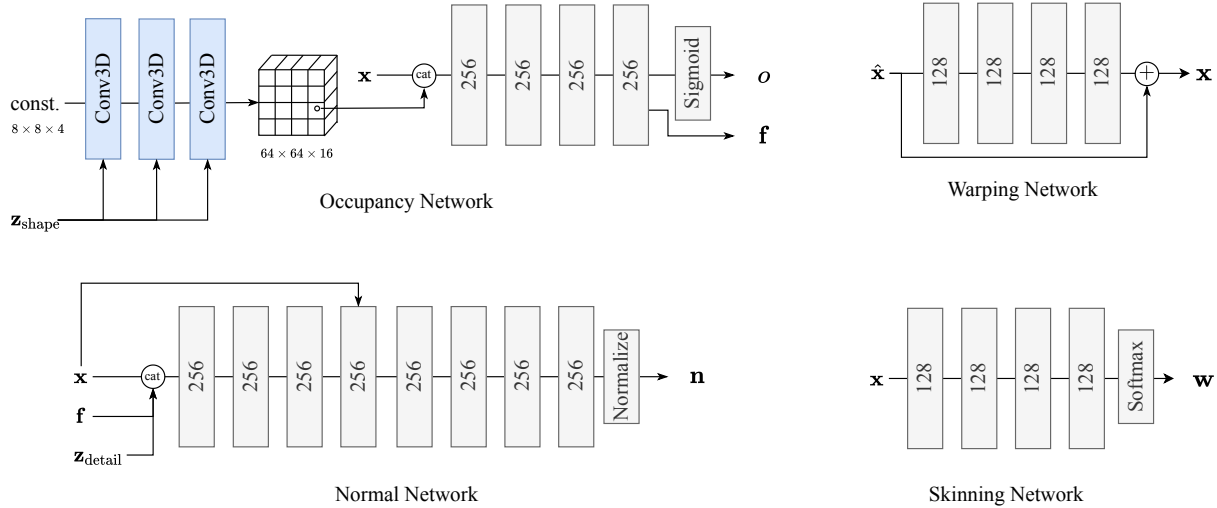 const.
8 × 8 × 4
Conv3D
Conv3D
Conv3D
z_shape
64 × 64 × 16
x
cat
256
256
256
256
Sigmoid
o
f
Occupancy Network
x̂
128
128
128
128
+
x
Warping Network
x
f
z_detail
cat
256
256
256
256
256
256
256
256
Normalize
n
Normal Network
x
128
128
128
128
Softmax
w
Skinning Network